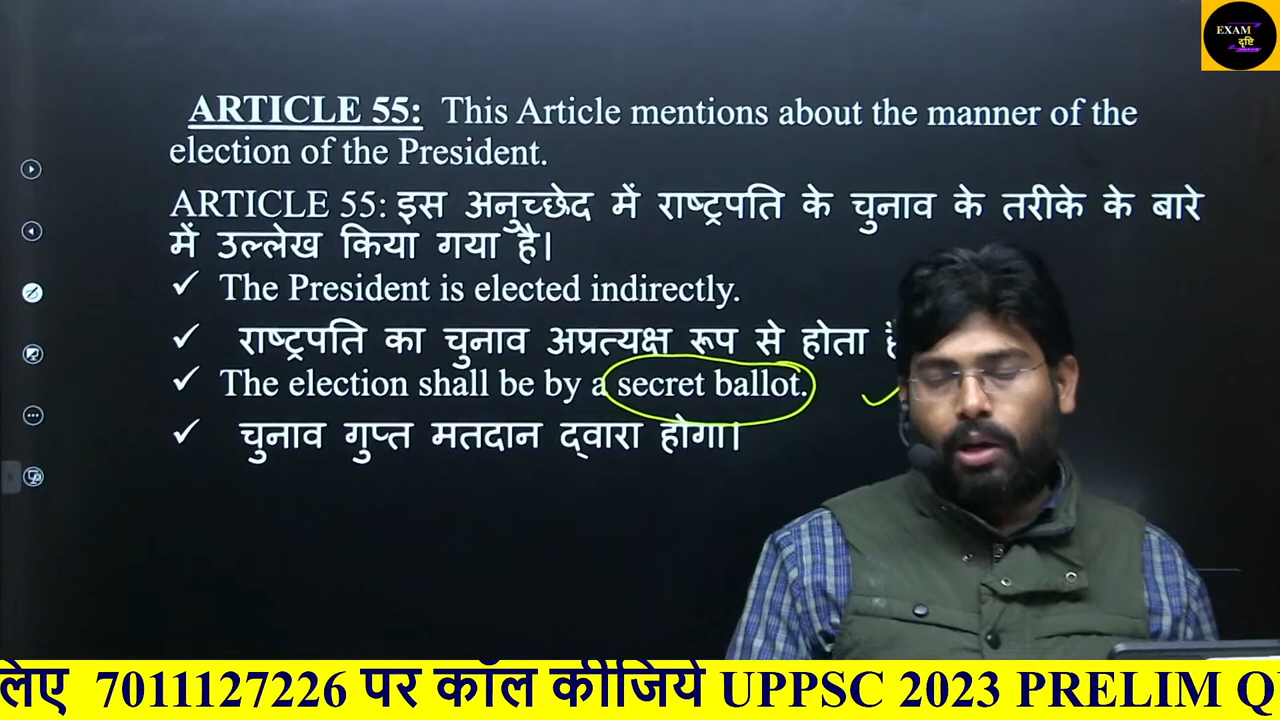 EXAM
दृष्टि
ARTICLE 55: This Article mentions about the manner of the
election of the President.
ARTICLE 55: इस अनुच्छेद में राष्ट्रपति के चुनाव के तरीके के बारे
में उल्लेख किया गया है।
✓ The President is elected indirectly.
✓ राष्ट्रपति का चुनाव अप्रत्यक्ष रूप से होता
✓ The election shall be by a secret ballot.
✓ चुनाव गुप्त मतदान द्वारा होगा।
लिए 7011127226 पर कॉल कीजिये UPPSC 2023 PRELIM Q